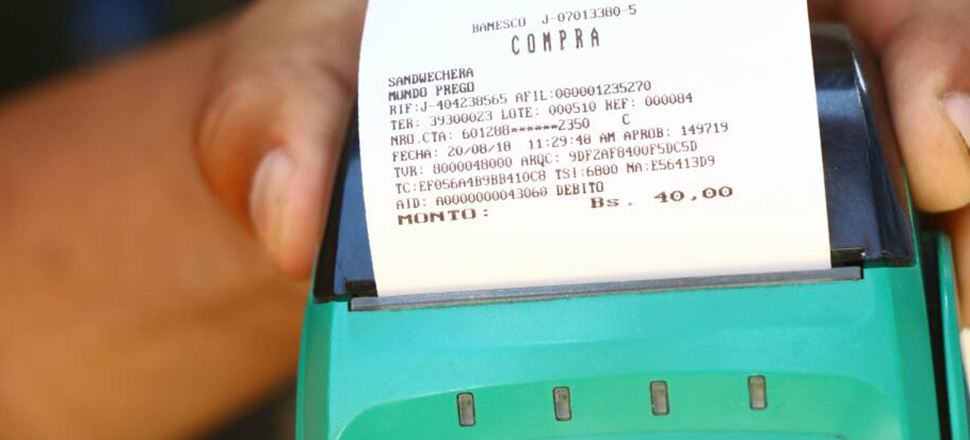 BANESCO J-07013380-5
COMPRA
SANDWECHERA
MUNDO PREGO
RIF:J-404238565 AFIL:000001235270
TER: 39300023 LOTE: 000510 REF: 000084
NRO.CTA: 601288******2350 C
FECHA: 20/08/18 11:29:48 AM APROB: 149719
TVR: 8000048000 ARQC: 9DF2AF8400F5DC5D
TC:EF056A4B9BB410C8 TSI:6800 NA:E56413D9
AID: A0000000043060 DEBITO
MONTO: Bs. 40,00